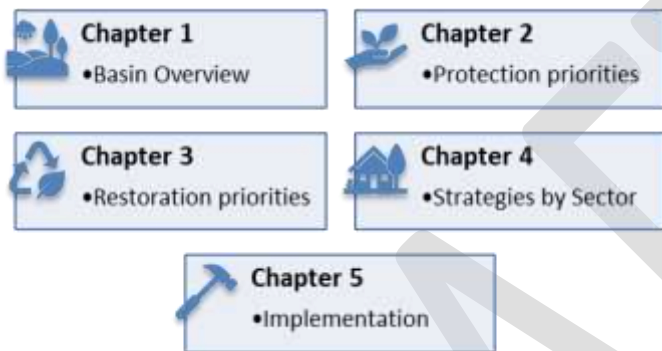 Chapter 1
•Basin Overview
Chapter 2
•Protection priorities
Chapter 3
•Restoration priorities
Chapter 4
•Strategies by Sector
Chapter 5
•Implementation